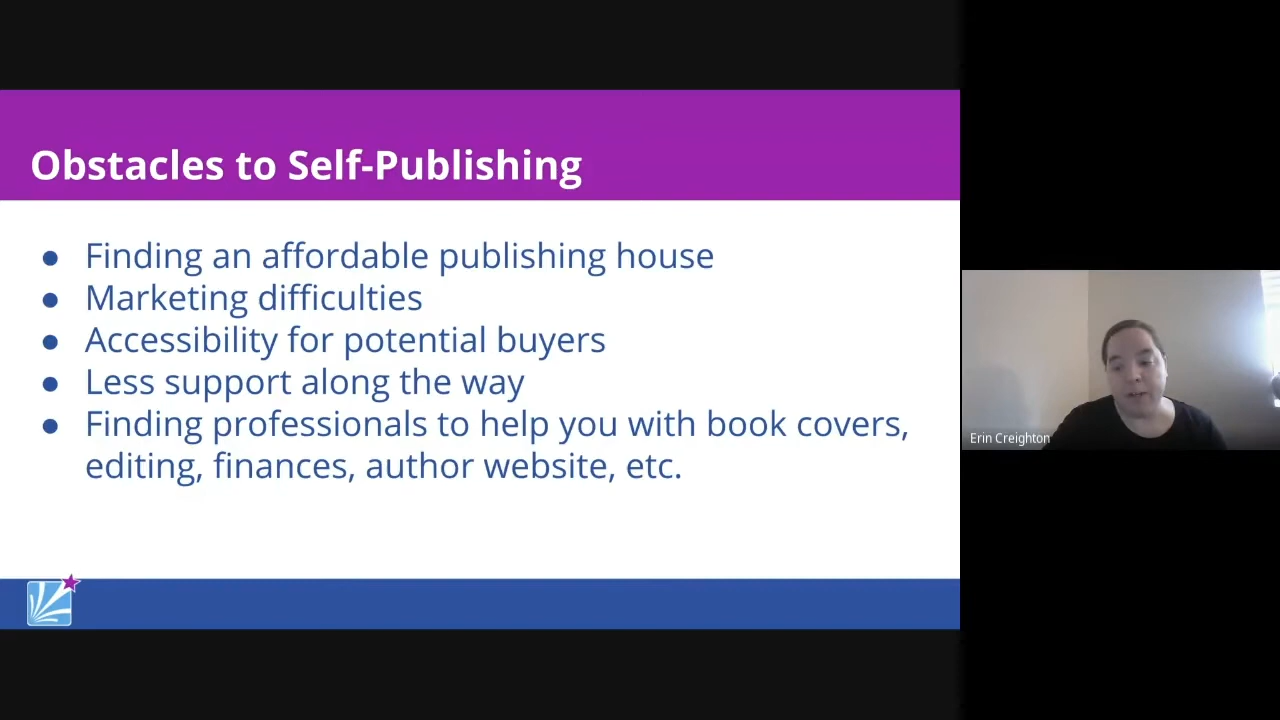 Obstacles to Self-Publishing
● Finding an affordable publishing house
● Marketing difficulties
● Accessibility for potential buyers
● Less support along the way
● Finding professionals to help you with book covers,
editing, finances, author website, etc.
Erin Creighton